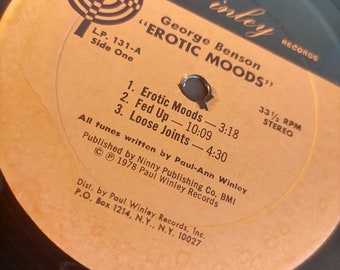 Winley
RECORDS
George Benson
"EROTIC MOODS"
LP. 131-A
Side One
33⅓ RPM
STEREO
1. Erotic Moods — 3:18
2. Fed Up — 10:09
3. Loose Joints — 4:30
All tunes written by Paul-Ann Winley
Published by Ninny Publishing Co. BMI
© ℗ 1978 Paul Winley Records
Dist. by Paul Winley Records, Inc.
P.O. Box 1214, N.Y., N.Y. 10027